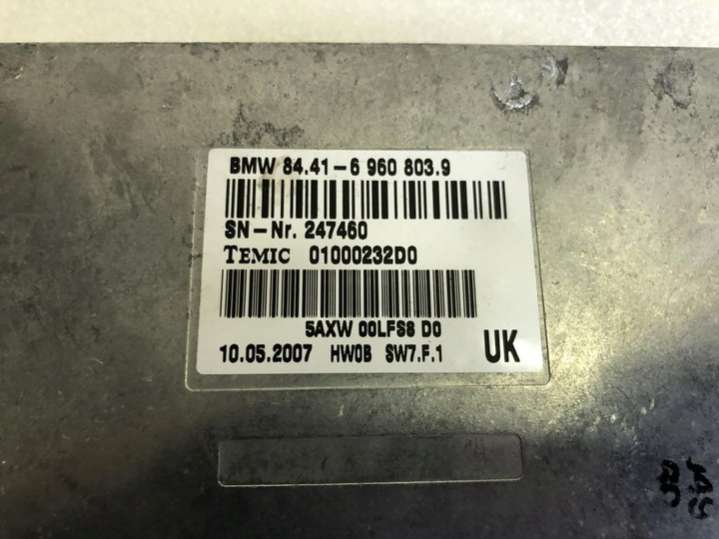 BMW 84.41-6 960 803.9
SN-Nr. 247460
TEMIC 01000232D0
5AXW 00LFS8 D0
10.05.2007 HW0B SW7.F.1 UK